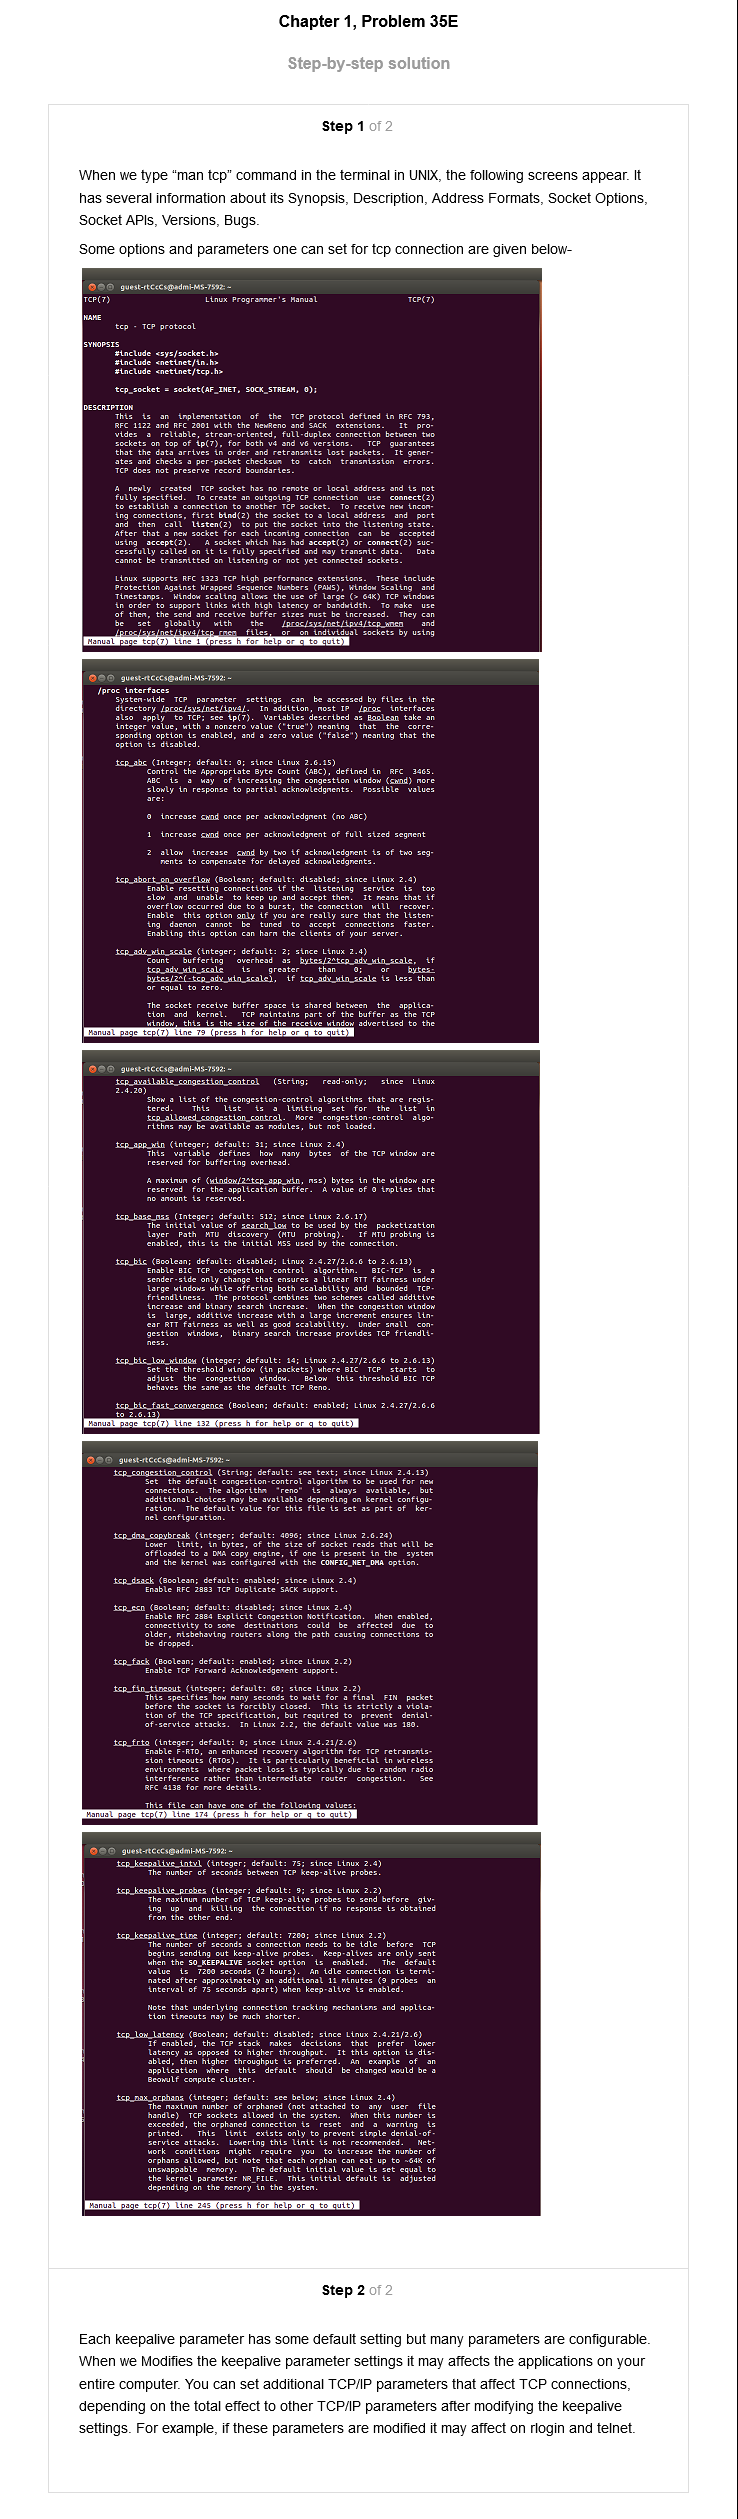 Chapter 1, Problem 35E
Step-by-step solution
Step 1 of 2
When we type “man tcp” command in the terminal in UNIX, the following screens appear. It
has several information about its Synopsis, Description, Address Formats, Socket Options,
Socket APIs, Versions, Bugs.
Some options and parameters one can set for tcp connection are given below-
guest-rtCcCs@admi-MS-7592: ~
TCP(7) Linux Programmer's Manual TCP(7)
NAME
tcp - TCP protocol
SYNOPSIS
#include <sys/socket.h>
#include <netinet/in.h>
#include <netinet/tcp.h>
tcp_socket = socket(AF_INET, SOCK_STREAM, 0);
DESCRIPTION
This is an implementation of the TCP protocol defined in RFC 793,
RFC 1122 and RFC 2001 with the NewReno and SACK extensions. It pro-
vides a reliable, stream-oriented, full-duplex connection between two
sockets on top of ip(7), for both v4 and v6 versions. TCP guarantees
that the data arrives in order and retransmits lost packets. It gener-
ates and checks a per-packet checksum to catch transmission errors.
TCP does not preserve record boundaries.
A newly created TCP socket has no remote or local address and is not
fully specified. To create an outgoing TCP connection use connect(2)
to establish a connection to another TCP socket. To receive new incom-
ing connections, first bind(2) the socket to a local address and port
and then call listen(2) to put the socket into the listening state.
After that a new socket for each incoming connection can be accepted
using accept(2). A socket which has had accept(2) or connect(2) suc-
cessfully called on it is fully specified and may transmit data. Data
cannot be transmitted on listening or not yet connected sockets.
Linux supports RFC 1323 TCP high performance extensions. These include
Protection Against Wrapped Sequence Numbers (PAWS), Window Scaling and
Timestamps. Window scaling allows the use of large (> 64K) TCP windows
in order to support links with high latency or bandwidth. To make use
of them, the send and receive buffer sizes must be increased. They can
be set globally with the /proc/sys/net/ipv4/tcp_wmem and
/proc/sys/net/ipv4/tcp_rmem files, or on individual sockets by using
Manual page tcp(7) line 1 (press h for help or q to quit)
guest-rtCcCs@admi-MS-7592: ~
/proc interfaces
System-wide TCP parameter settings can be accessed by files in the
directory /proc/sys/net/ipv4/. In addition, most IP /proc interfaces
also apply to TCP; see ip(7). Variables described as Boolean take an
integer value, with a nonzero value ("true") meaning that the corre-
sponding option is enabled, and a zero value ("false") meaning that the
option is disabled.
tcp_abc (Integer; default: 0; since Linux 2.6.15)
Control the Appropriate Byte Count (ABC), defined in RFC 3465.
ABC is a way of increasing the congestion window (cwnd) more
slowly in response to partial acknowledgments. Possible values
are:
0 increase cwnd once per acknowledgment (no ABC)
1 increase cwnd once per acknowledgment of full sized segment
2 allow increase cwnd by two if acknowledgment is of two seg-
ments to compensate for delayed acknowledgments.
tcp_abort_on_overflow (Boolean; default: disabled; since Linux 2.4)
Enable resetting connections if the listening service is too
slow and unable to keep up and accept them. It means that if
overflow occurred due to a burst, the connection will recover.
Enable this option only if you are really sure that the listen-
ing daemon cannot be tuned to accept connections faster.
Enabling this option can harm the clients of your server.
tcp_adv_win_scale (integer; default: 2; since Linux 2.4)
Count buffering overhead as bytes/2^tcp_adv_win_scale, if
tcp_adv_win_scale is greater than 0; or bytes-
bytes/2^(-tcp_adv_win_scale), if tcp_adv_win_scale is less than
or equal to zero.
The socket receive buffer space is shared between the applica-
tion and kernel. TCP maintains part of the buffer as the TCP
window, this is the size of the receive window advertised to the
Manual page tcp(7) line 79 (press h for help or q to quit)
guest-rtCcCs@admi-MS-7592: ~
tcp_available_congestion_control (String; read-only; since Linux
2.4.20)
Show a list of the congestion-control algorithms that are regis-
tered. This list is a limiting set for the list in
tcp_allowed_congestion_control. More congestion-control algo-
rithms may be available as modules, but not loaded.
tcp_app_win (integer; default: 31; since Linux 2.4)
This variable defines how many bytes of the TCP window are
reserved for buffering overhead.
A maximum of (window/2^tcp_app_win, mss) bytes in the window are
reserved for the application buffer. A value of 0 implies that
no amount is reserved.
tcp_base_mss (Integer; default: 512; since Linux 2.6.17)
The initial value of search_low to be used by the packetization
layer Path MTU discovery (MTU probing). If MTU probing is
enabled, this is the initial MSS used by the connection.
tcp_bic (Boolean; default: disabled; Linux 2.4.27/2.6.6 to 2.6.13)
Enable BIC TCP congestion control algorithm. BIC-TCP is a
sender-side only change that ensures a linear RTT fairness under
large windows while offering both scalability and bounded TCP-
friendliness. The protocol combines two schemes called additive
increase and binary search increase. When the congestion window
is large, additive increase with a large increment ensures lin-
ear RTT fairness as well as good scalability. Under small con-
gestion windows, binary search increase provides TCP friendli-
ness.
tcp_bic_low_window (integer; default: 14; Linux 2.4.27/2.6.6 to 2.6.13)
Set the threshold window (in packets) where BIC TCP starts to
adjust the congestion window. Below this threshold BIC TCP
behaves the same as the default TCP Reno.
tcp_bic_fast_convergence (Boolean; default: enabled; Linux 2.4.27/2.6.6
to 2.6.13)
Manual page tcp(7) line 132 (press h for help or q to quit)
guest-rtCcCs@admi-MS-7592: ~
tcp_congestion_control (String; default: see text; since Linux 2.4.13)
Set the default congestion-control algorithm to be used for new
connections. The algorithm "reno" is always available, but
additional choices may be available depending on kernel configu-
ration. The default value for this file is set as part of ker-
nel configuration.
tcp_dma_copybreak (integer; default: 4096; since Linux 2.6.24)
Lower limit, in bytes, of the size of socket reads that will be
offloaded to a DMA copy engine, if one is present in the system
and the kernel was configured with the CONFIG_NET_DMA option.
tcp_dsack (Boolean; default: enabled; since Linux 2.4)
Enable RFC 2883 TCP Duplicate SACK support.
tcp_ecn (Boolean; default: disabled; since Linux 2.4)
Enable RFC 2884 Explicit Congestion Notification. When enabled,
connectivity to some destinations could be affected due to
older, misbehaving routers along the path causing connections to
be dropped.
tcp_fack (Boolean; default: enabled; since Linux 2.2)
Enable TCP Forward Acknowledgement support.
tcp_fin_timeout (integer; default: 60; since Linux 2.2)
This specifies how many seconds to wait for a final FIN packet
before the socket is forcibly closed. This is strictly a viola-
tion of the TCP specification, but required to prevent denial-
of-service attacks. In Linux 2.2, the default value was 180.
tcp_frto (integer; default: 0; since Linux 2.4.21/2.6)
Enable F-RTO, an enhanced recovery algorithm for TCP retransmis-
sion timeouts (RTOs). It is particularly beneficial in wireless
environments where packet loss is typically due to random radio
interference rather than intermediate router congestion. See
RFC 4138 for more details.
This file can have one of the following values:
Manual page tcp(7) line 174 (press h for help or q to quit)
guest-rtCcCs@admi-MS-7592: ~
tcp_keepalive_intvl (integer; default: 75; since Linux 2.4)
The number of seconds between TCP keep-alive probes.
tcp_keepalive_probes (integer; default: 9; since Linux 2.2)
The maximum number of TCP keep-alive probes to send before giv-
ing up and killing the connection if no response is obtained
from the other end.
tcp_keepalive_time (integer; default: 7200; since Linux 2.2)
The number of seconds a connection needs to be idle before TCP
begins sending out keep-alive probes. Keep-alives are only sent
when the SO_KEEPALIVE socket option is enabled. The default
value is 7200 seconds (2 hours). An idle connection is termi-
nated after approximately an additional 11 minutes (9 probes an
interval of 75 seconds apart) when keep-alive is enabled.
Note that underlying connection tracking mechanisms and applica-
tion timeouts may be much shorter.
tcp_low_latency (Boolean; default: disabled; since Linux 2.4.21/2.6)
If enabled, the TCP stack makes decisions that prefer lower
latency as opposed to higher throughput. It this option is dis-
abled, then higher throughput is preferred. An example of an
application where this default should be changed would be a
Beowulf compute cluster.
tcp_max_orphans (integer; default: see below; since Linux 2.4)
The maximum number of orphaned (not attached to any user file
handle) TCP sockets allowed in the system. When this number is
exceeded, the orphaned connection is reset and a warning is
printed. This limit exists only to prevent simple denial-of-
service attacks. Lowering this limit is not recommended. Net-
work conditions might require you to increase the number of
orphans allowed, but note that each orphan can eat up to ~64K of
unswappable memory. The default initial value is set equal to
the kernel parameter NR_FILE. This initial default is adjusted
depending on the memory in the system.
Manual page tcp(7) line 245 (press h for help or q to quit)
Step 2 of 2
Each keepalive parameter has some default setting but many parameters are configurable.
When we Modifies the keepalive parameter settings it may affects the applications on your
entire computer. You can set additional TCP/IP parameters that affect TCP connections,
depending on the total effect to other TCP/IP parameters after modifying the keepalive
settings. For example, if these parameters are modified it may affect on rlogin and telnet.